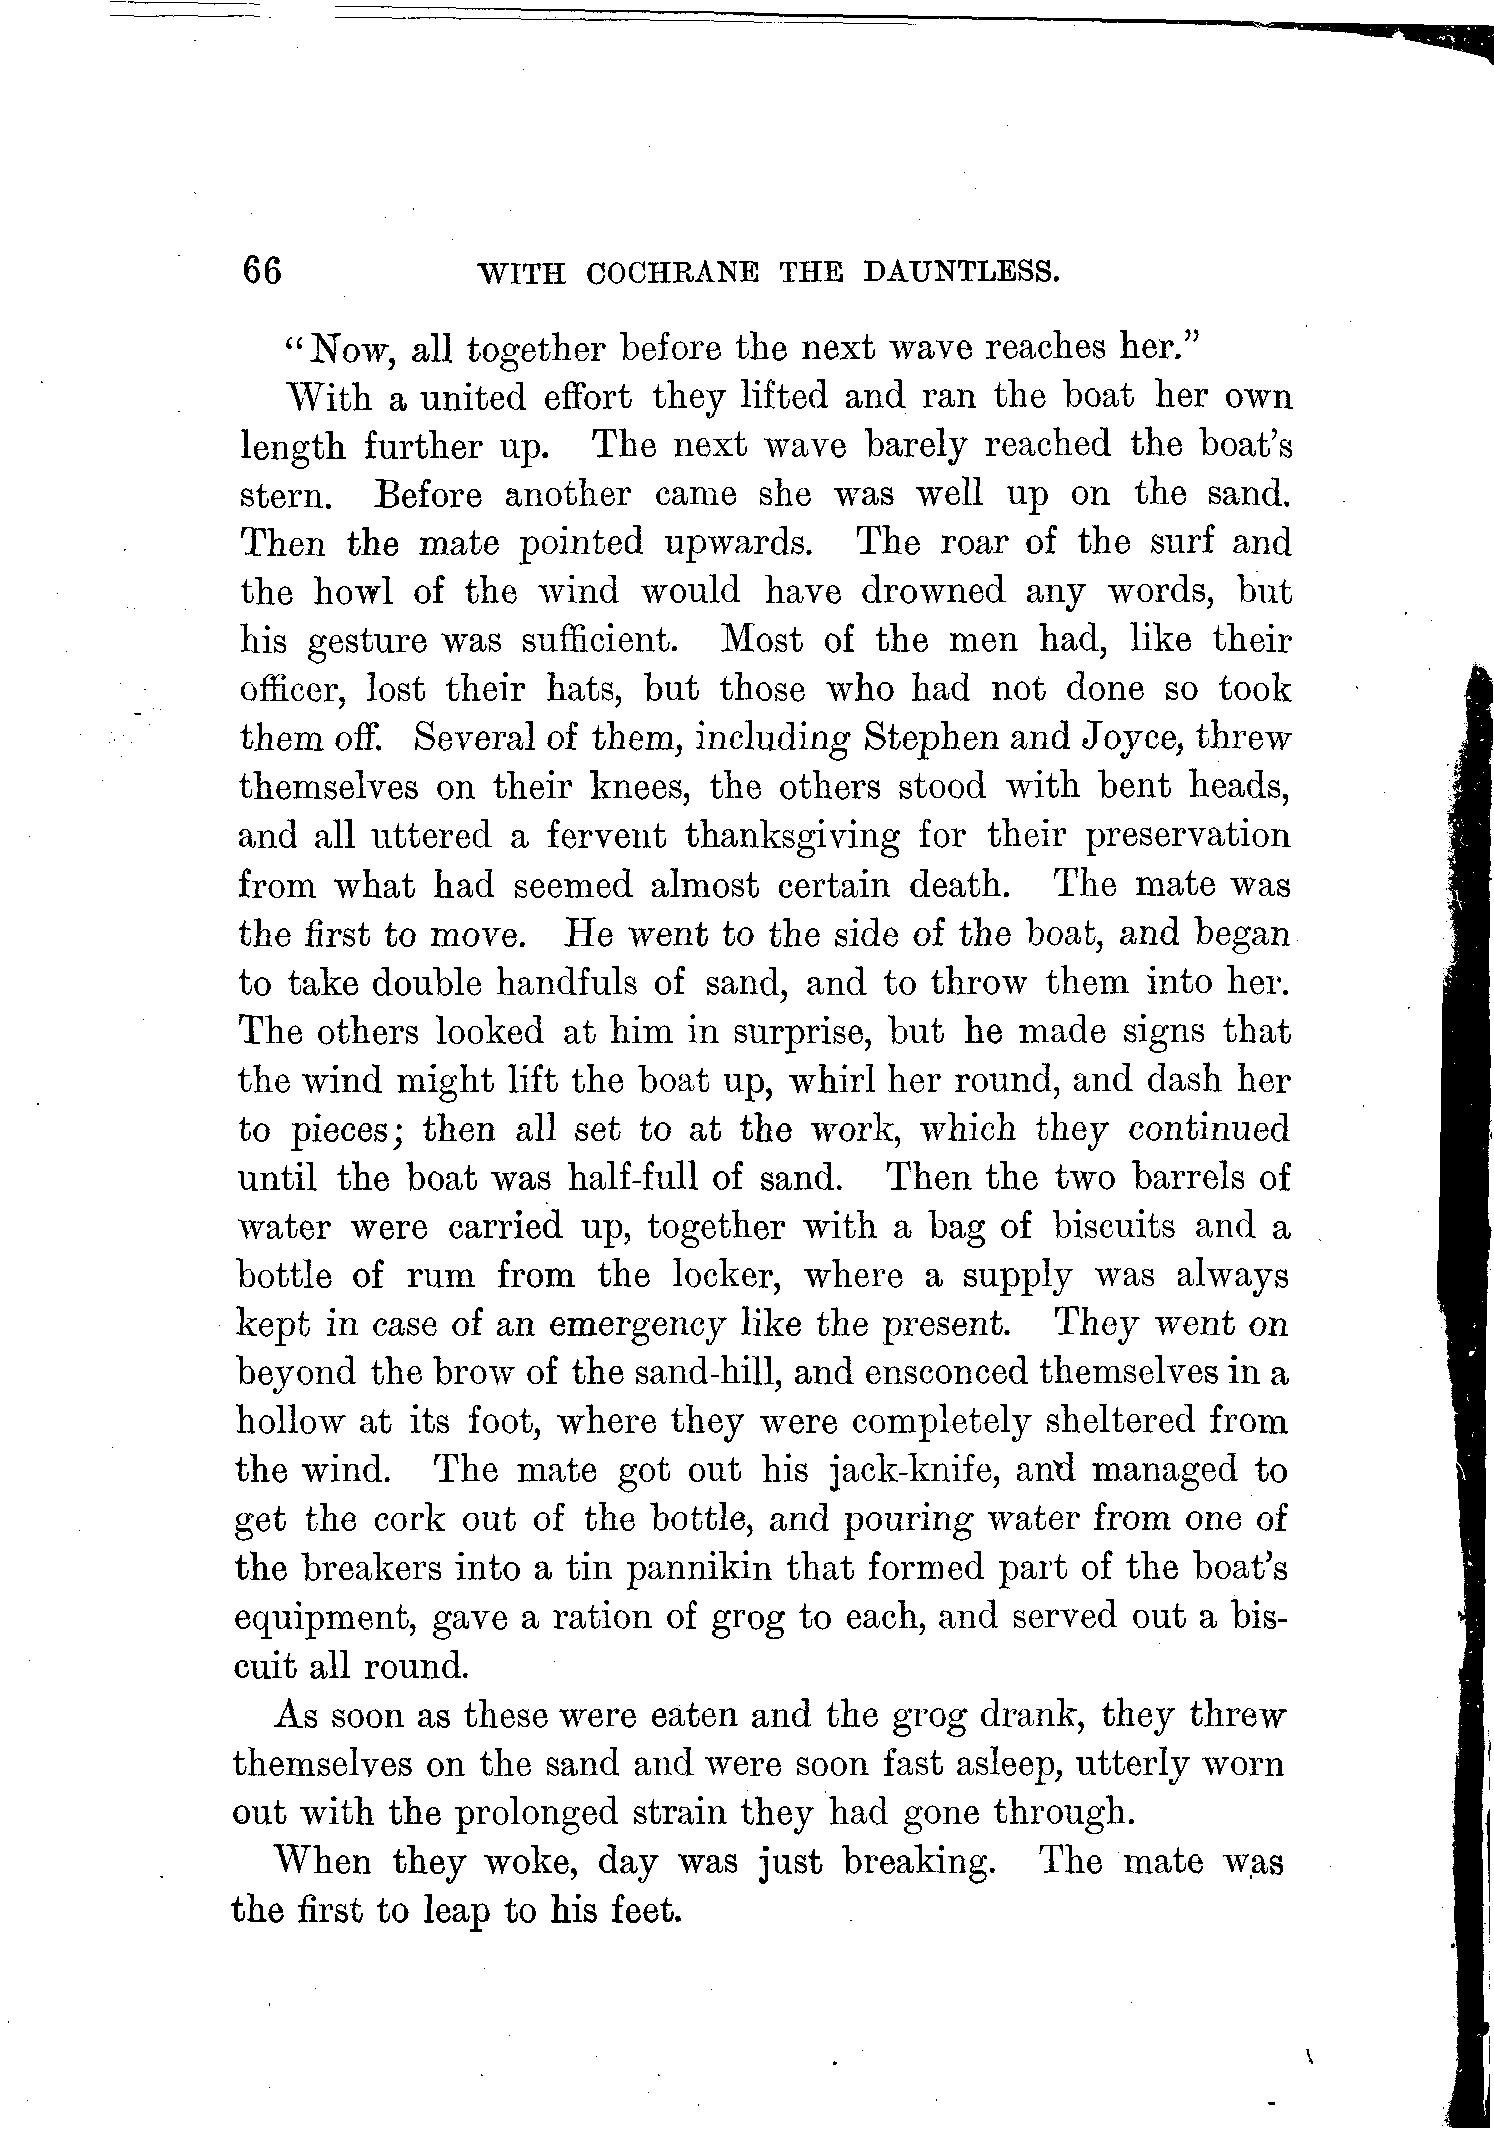 66 WITH COCHRANE THE DAUNTLESS.
"Now, all together before the next wave reaches her."
With a united effort they lifted and ran the boat her own
length further up. The next wave barely reached the boat's
stern. Before another came she was well up on the sand.
Then the mate pointed upwards. The roar of the surf and
the howl of the wind would have drowned any words, but
his gesture was sufficient. Most of the men had, like their
officer, lost their hats, but those who had not done so took
them off. Several of them, including Stephen and Joyce, threw
themselves on their knees, the others stood with bent heads,
and all uttered a fervent thanksgiving for their preservation
from what had seemed almost certain death. The mate was
the first to move. He went to the side of the boat, and began
to take double handfuls of sand, and to throw them into her.
The others looked at him in surprise, but he made signs that
the wind might lift the boat up, whirl her round, and dash her
to pieces; then all set to at the work, which they continued
until the boat was half-full of sand. Then the two barrels of
water were carried up, together with a bag of biscuits and a
bottle of rum from the locker, where a supply was always
kept in case of an emergency like the present. They went on
beyond the brow of the sand-hill, and ensconced themselves in a
hollow at its foot, where they were completely sheltered from
the wind. The mate got out his jack-knife, and managed to
get the cork out of the bottle, and pouring water from one of
the breakers into a tin pannikin that formed part of the boat's
equipment, gave a ration of grog to each, and served out a bis-
cuit all round.
As soon as these were eaten and the grog drank, they threw
themselves on the sand and were soon fast asleep, utterly worn
out with the prolonged strain they had gone through.
When they woke, day was just breaking. The mate was
the first to leap to his feet.